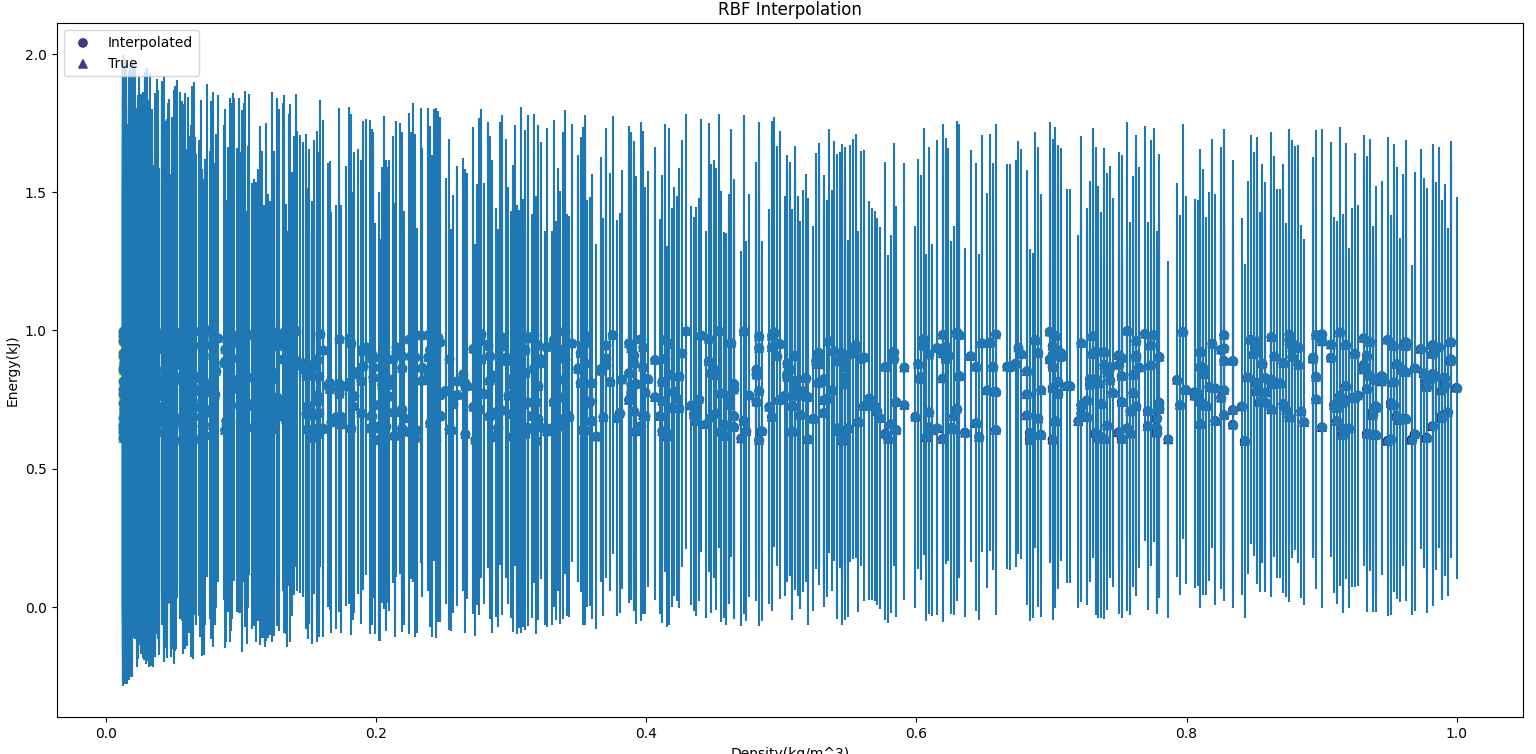 RBF Interpolation
Interpolated
True
2.0
1.5
1.0
0.5
0.0
Energy(kJ)
0.0 0.2 0.4 0.6 0.8 1.0
Density(kg/m^3)